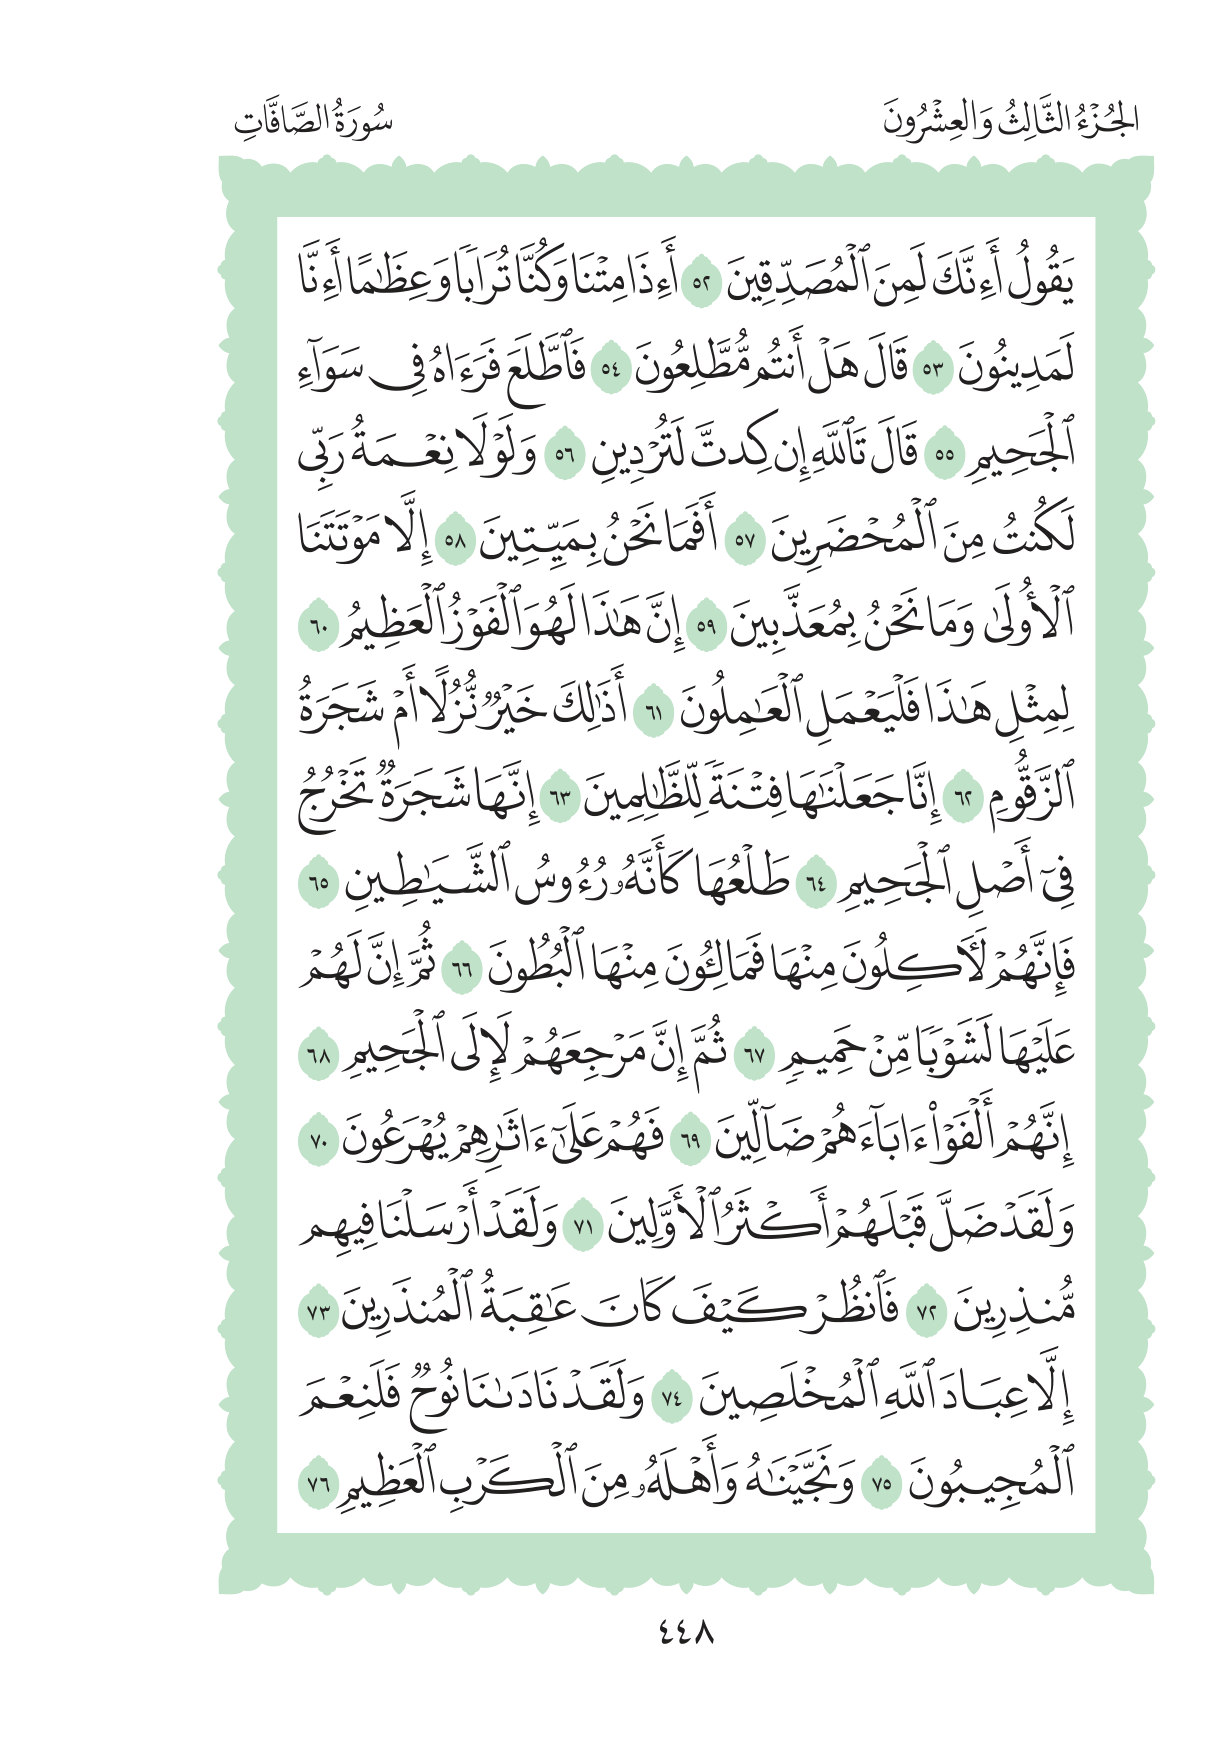 الجُزْءُ الثَّالِثُ وَالعِشْرُونَ
سُورَةُ الصَّافَّاتِ
يَقُولُ أَءِنَّكَ لَمِنَ ٱلۡمُصَدِّقِينَ ٥٢ أَءِذَا مِتۡنَا وَكُنَّا تُرَابٗا وَعِظَٰمًا أَءِنَّا
لَمَدِينُونَ ٥٣ قَالَ هَلۡ أَنتُم مُّطَّلِعُونَ ٥٤ فَٱطَّلَعَ فَرَءَاهُ فِي سَوَآءِ
ٱلۡجَحِيمِ ٥٥ قَالَ تَٱللَّهِ إِن كِدتَّ لَتُرۡدِينِ ٥٦ وَلَوۡلَا نِعۡمَةُ رَبِّي
لَكُنتُ مِنَ ٱلۡمُحۡضَرِينَ ٥٧ أَفَمَا نَحۡنُ بِمَيِّتِينَ ٥٨ إِلَّا مَوۡتَتَنَا
ٱلۡأُولَىٰ وَمَا نَحۡنُ بِمُعَذَّبِينَ ٥٩ إِنَّ هَٰذَا لَهُوَ ٱلۡفَوۡزُ ٱلۡعَظِيمُ ٦٠
لِمِثۡلِ هَٰذَا فَلۡيَعۡمَلِ ٱلۡعَٰمِلُونَ ٦١ أَذَٰلِكَ خَيۡرٞ نُّزُلًا أَمۡ شَجَرَةُ
ٱلزَّقُّومِ ٦٢ إِنَّا جَعَلۡنَٰهَا فِتۡنَةٗ لِّلظَّٰلِمِينَ ٦٣ إِنَّهَا شَجَرَةٞ تَخۡرُجُ
فِيٓ أَصۡلِ ٱلۡجَحِيمِ ٦٤ طَلۡعُهَا كَأَنَّهُۥ رُءُوسُ ٱلشَّيَٰطِينِ ٦٥
فَإِنَّهُمۡ لَأٓكِلُونَ مِنۡهَا فَمَالِـُٔونَ مِنۡهَا ٱلۡبُطُونَ ٦٦ ثُمَّ إِنَّ لَهُمۡ
عَلَيۡهَا لَشَوۡبٗا مِّنۡ حَمِيمٖ ٦٧ ثُمَّ إِنَّ مَرۡجِعَهُمۡ لَإِلَى ٱلۡجَحِيمِ ٦٨
إِنَّهُمۡ أَلۡفَوۡاْ ءَابَآءَهُمۡ ضَآلِّينَ ٦٩ فَهُمۡ عَلَىٰٓ ءَاثَٰرِهِمۡ يُهۡرَعُونَ ٧٠
وَلَقَدۡ ضَلَّ قَبۡلَهُمۡ أَكۡثَرُ ٱلۡأَوَّلِينَ ٧١ وَلَقَدۡ أَرۡسَلۡنَا فِيهِم
مُّنذِرِينَ ٧٢ فَٱنظُرۡ كَيۡفَ كَانَ عَٰقِبَةُ ٱلۡمُنذَرِينَ ٧٣
إِلَّا عِبَادَ ٱللَّهِ ٱلۡمُخۡلَصِينَ ٧٤ وَلَقَدۡ نَادَىٰنَا نُوحٞ فَلَنِعۡمَ
ٱلۡمُجِيبُونَ ٧٥ وَنَجَّيۡنَٰهُ وَأَهۡلَهُۥ مِنَ ٱلۡكَرۡبِ ٱلۡعَظِيمِ ٧٦
٤٤٨